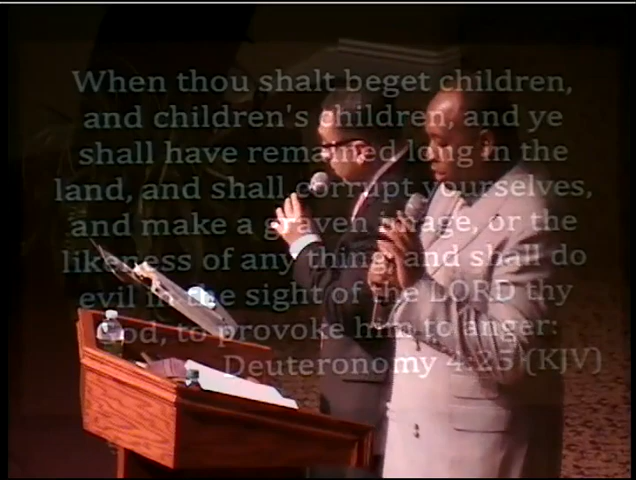 When thou shalt beget children,
and children's children, and ye
shall have remained long in the
land, and shall corrupt yourselves,
and make a graven image, or the
likeness of any thing, and shall do
evil in the sight of the LORD thy
God, to provoke him to anger:
Deuteronomy 4:25 (KJV)